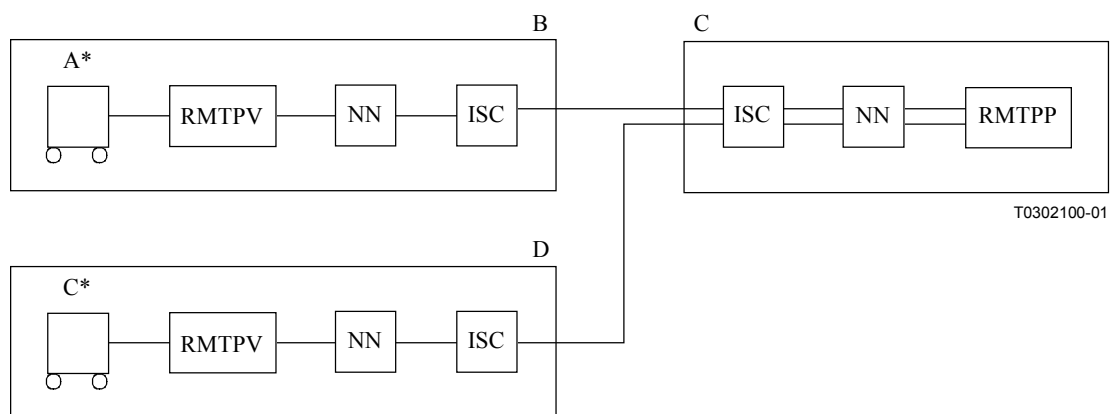 B
C
A*
RMTPV
NN
ISC
ISC
NN
RMTPP
T0302100-01
D
C*
RMTPV
NN
ISC